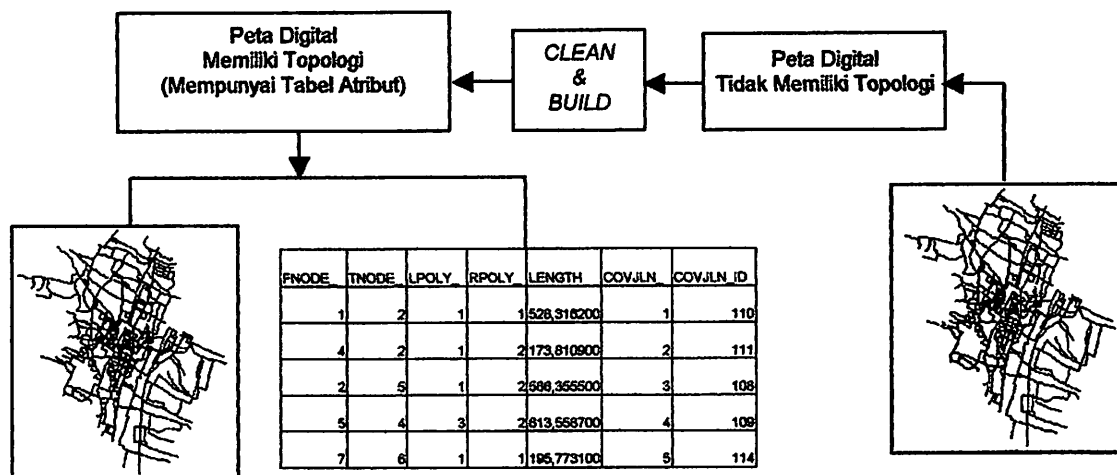 Peta Digital
Memiliki Topologi
(Mempunyai Tabel Atribut)
CLEAN
&
BUILD
Peta Digital
Tidak Memiliki Topologi
FNODE_ TNODE_ LPOLY_ RPOLY_ LENGTH COVJLN_ COVJLN_ID
1 2 1 1 528,316200 1 110
4 2 1 2 173,810900 2 111
2 5 1 2 566,355500 3 108
5 4 3 2 613,556700 4 109
7 6 1 1 195,773100 5 114